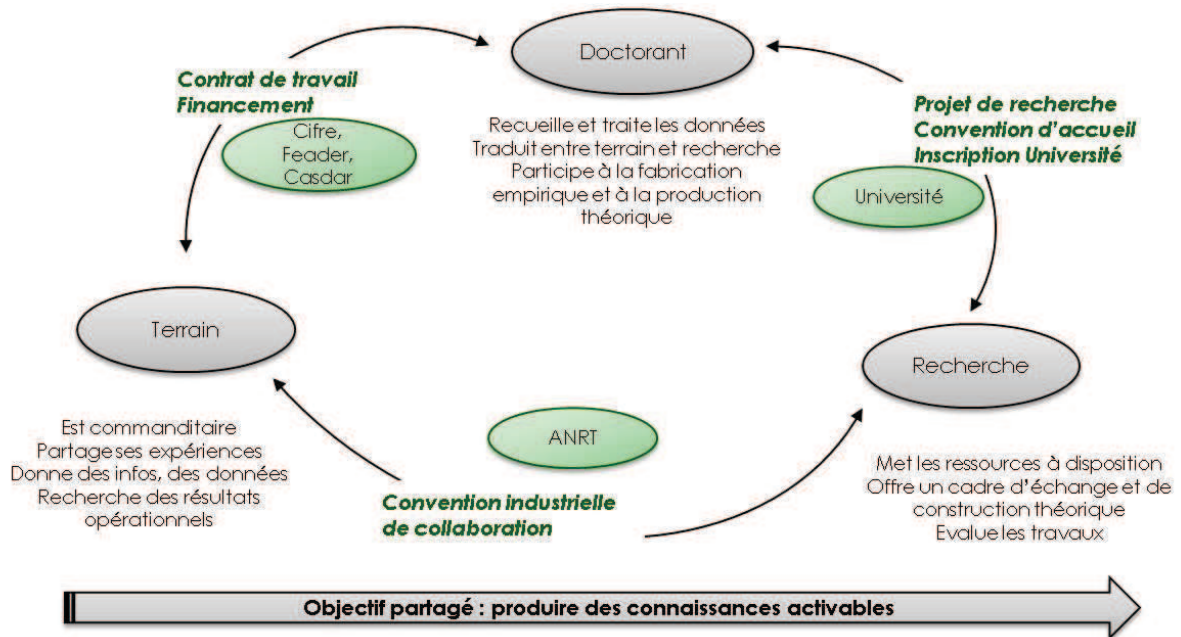 Doctorant
Contrat de travail
Financement
Cifre,
Feader,
Casdar
Recueille et traite les données
Traduit entre terrain et recherche
Participe à la fabrication
empirique et à la production
théorique
Projet de recherche
Convention d'accueil
Inscription Université
Université
Terrain
Est commanditaire
Partage ses expériences
Donne des infos, des données
Recherche des résultats
opérationnels
ANRT
Convention industrielle
de collaboration
Recherche
Met les ressources à disposition
Offre un cadre d'échange et de
construction théorique
Evalue les travaux
Objectif partagé : produire des connaissances activables